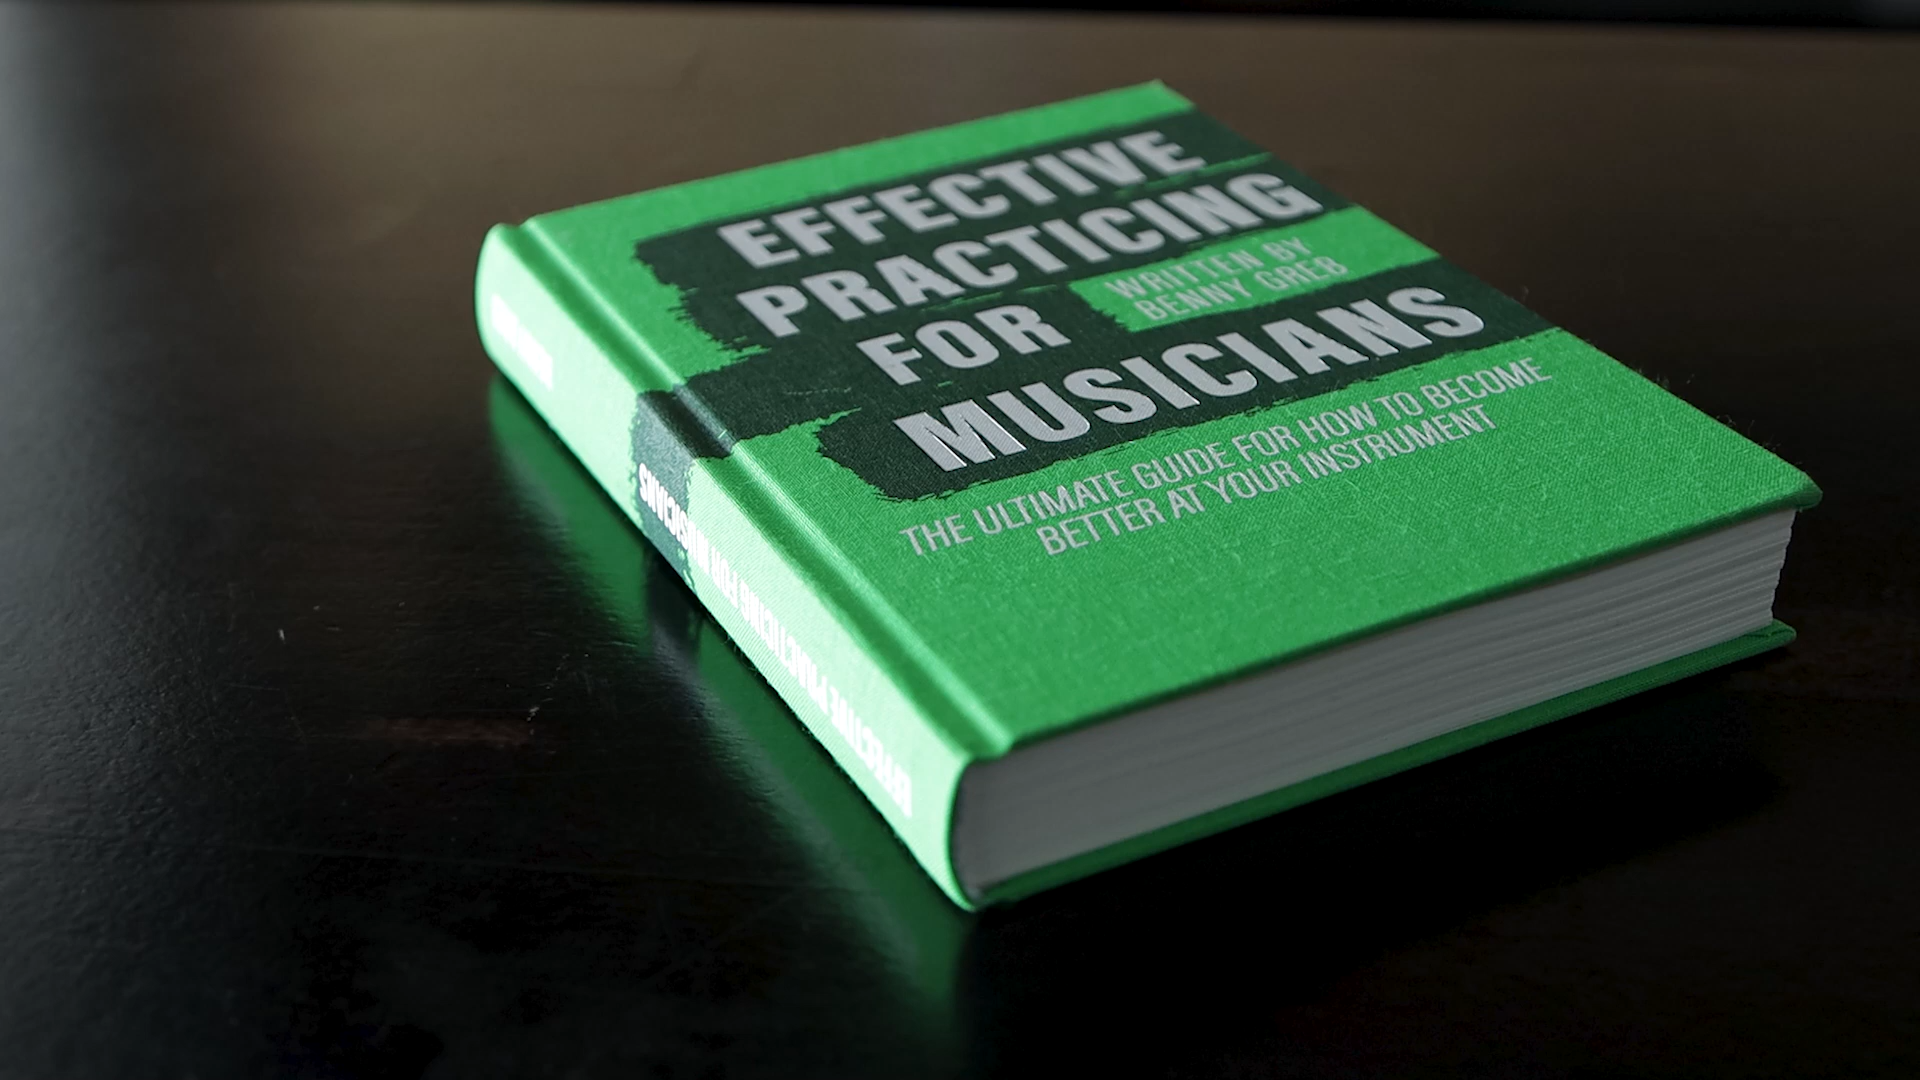 EFFECTIVE
PRACTICING
FOR
WRITTEN BY
BENNY GREB
MUSICIANS
THE ULTIMATE GUIDE FOR HOW TO BECOME
BETTER AT YOUR INSTRUMENT
EFFECTIVE PRACTICING FOR MUSICIANS